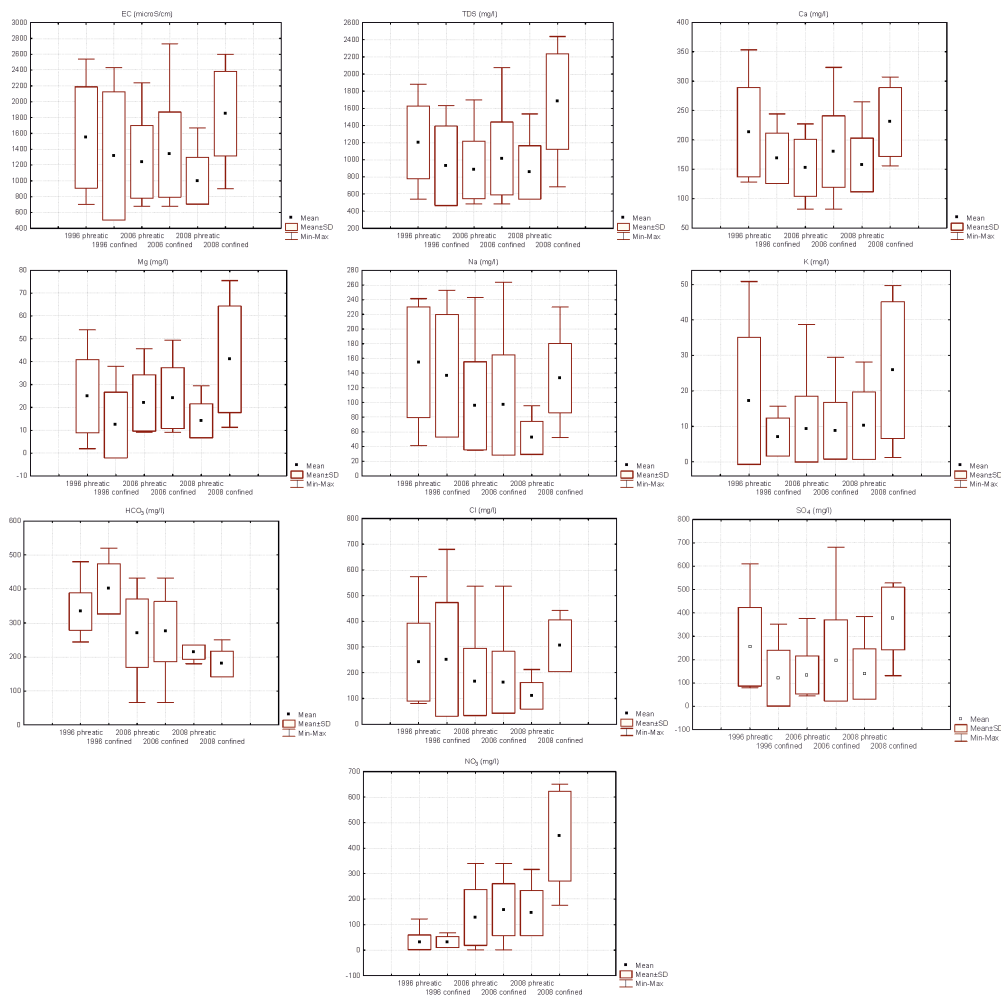 EC (microS/cm)
3000
2800
2600
2400
2200
2000
1800
1600
1400
1200
1000
800
600
400
1996 phreatic 2006 phreatic 2008 phreatic
1996 confined 2006 confined 2008 confined
Mean
Mean±SD
Min-Max
TDS (mg/l)
2600
2400
2200
2000
1800
1600
1400
1200
1000
800
600
400
200
1996 phreatic 2006 phreatic 2008 phreatic
1996 confined 2006 confined 2008 confined
Mean
Mean±SD
Min-Max
Ca (mg/l)
400
350
300
250
200
150
100
50
1996 phreatic 2006 phreatic 2008 phreatic
1996 confined 2006 confined 2008 confined
Mean
Mean±SD
Min-Max
Mg (mg/l)
80
70
60
50
40
30
20
10
0
-10
1996 phreatic 2006 phreatic 2008 phreatic
1996 confined 2006 confined 2008 confined
Mean
Mean±SD
Min-Max
Na (mg/l)
280
260
240
220
200
180
160
140
120
100
80
60
40
20
0
1996 phreatic 2006 phreatic 2008 phreatic
1996 confined 2006 confined 2008 confined
Mean
Mean±SD
Min-Max
K (mg/l)
50
40
30
20
10
0
1996 phreatic 2006 phreatic 2008 phreatic
1996 confined 2006 confined 2008 confined
Mean
Mean±SD
Min-Max
HCO₃ (mg/l)
600
500
400
300
200
100
0
1996 phreatic 2006 phreatic 2008 phreatic
1996 confined 2006 confined 2008 confined
Mean
Mean±SD
Min-Max
Cl (mg/l)
800
700
600
500
400
300
200
100
0
1996 phreatic 2006 phreatic 2008 phreatic
1996 confined 2006 confined 2008 confined
Mean
Mean±SD
Min-Max
SO₄ (mg/l)
800
700
600
500
400
300
200
100
0
-100
1996 phreatic 2006 phreatic 2008 phreatic
1996 confined 2006 confined 2008 confined
Mean
Mean±SD
Min-Max
NO₃ (mg/l)
700
600
500
400
300
200
100
0
-100
1996 phreatic 2006 phreatic 2008 phreatic
1996 confined 2006 confined 2008 confined
Mean
Mean±SD
Min-Max